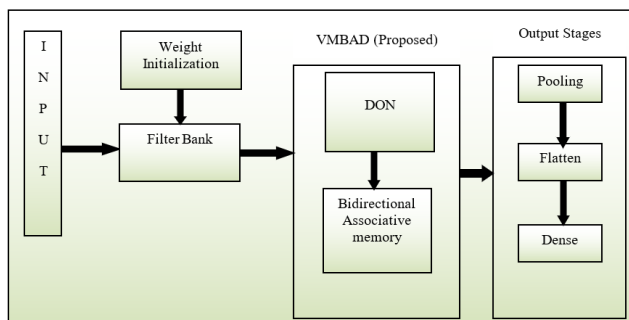 I
N
P
U
T
Weight
Initialization
Filter Bank
VMBAD (Proposed)
DON
Bidirectional
Associative
memory
Output Stages
Pooling
Flatten
Dense